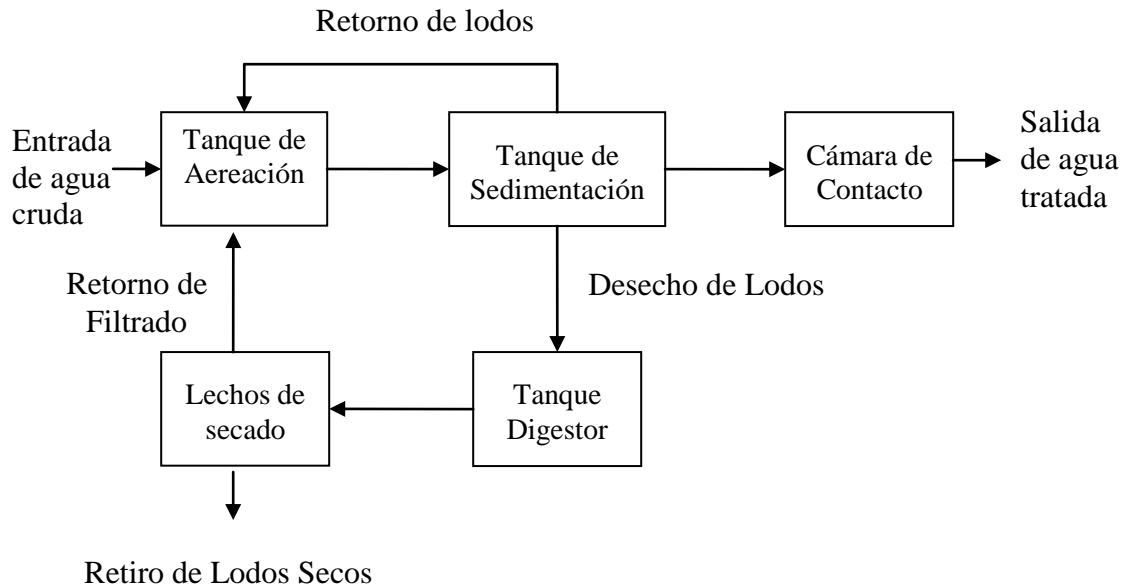 Retorno de lodos
Entrada
de agua
cruda
Tanque de
Aereación
Tanque de
Sedimentación
Cámara de
Contacto
Salida
de agua
tratada
Retorno de
Filtrado
Desecho de Lodos
Lechos de
secado
Tanque
Digestor
Retiro de Lodos Secos